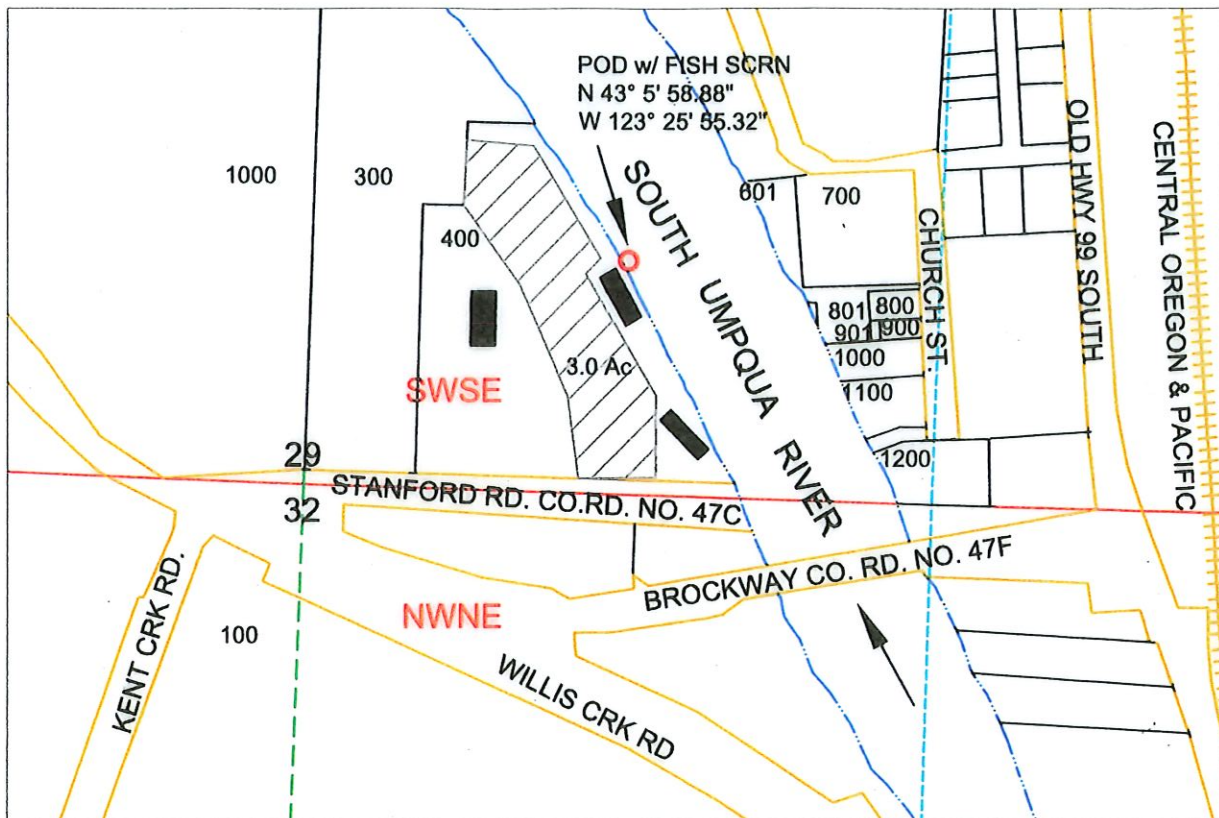 POD w/ FISH SCRN
N 43° 5' 58.88"
W 123° 25' 55.32"
1000
300
400
601
700
SOUTH UMPQUA RIVER
CHURCH ST.
OLD HWY 99 SOUTH
CENTRAL OREGON & PACIFIC
801
800
901
900
1000
1100
1200
3.0 Ac
SWSE
29
32
STANFORD RD. CO.RD. NO. 47C
BROCKWAY CO. RD. NO. 47F
NWNE
100
KENT CRK RD.
WILLIS CRK RD